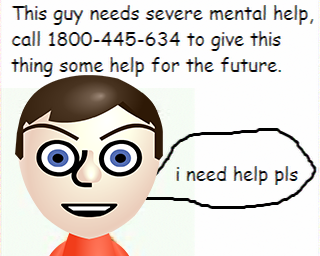 This guy needs severe mental help,
call 1800-445-634 to give this
thing some help for the future.
i need help pls